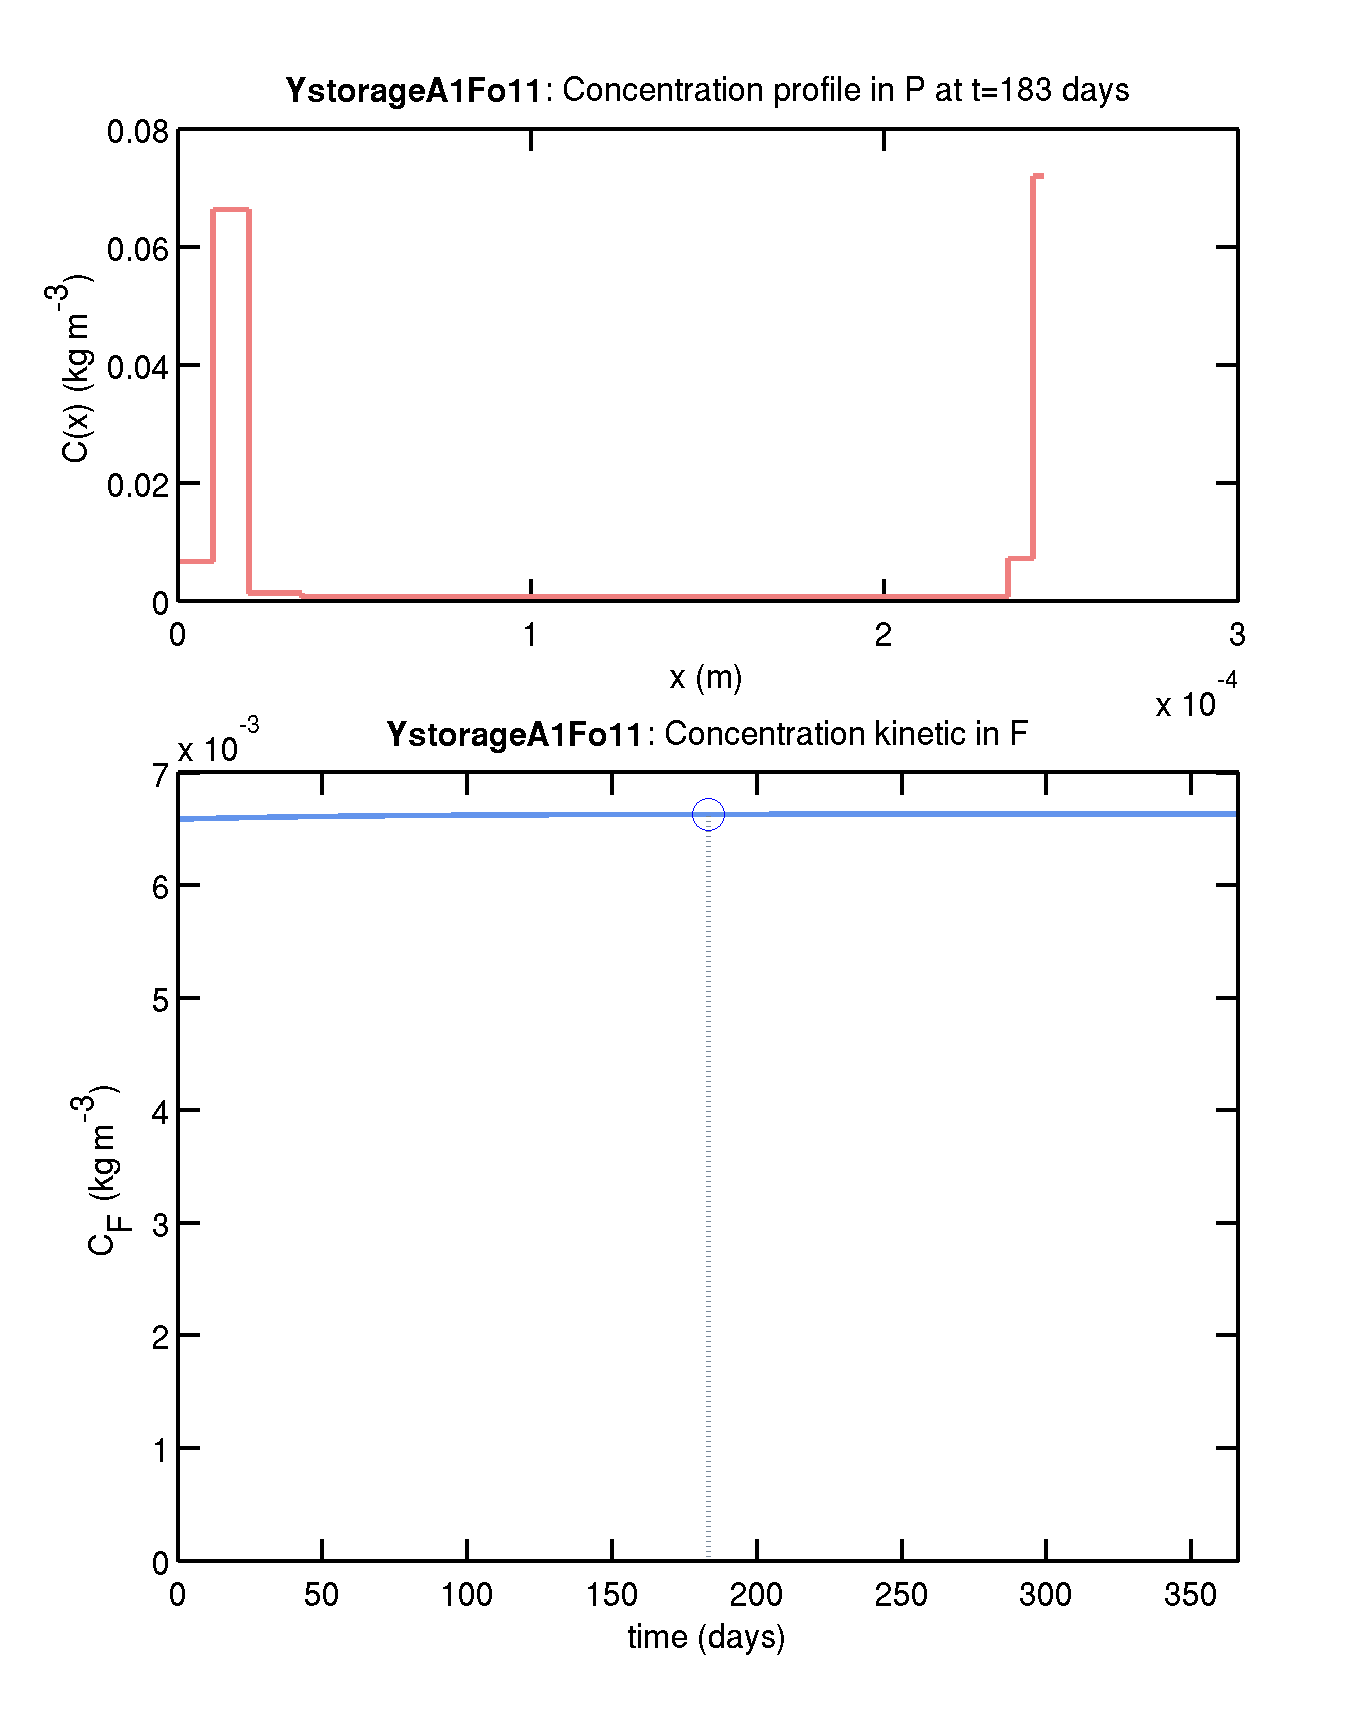 YstorageA1Fo11: Concentration profile in P at t=183 days
0.08
0.06
0.04
0.02
0
C(x) (kg m-3)
0 1 2 3
x (m)
x 10-4
YstorageA1Fo11: Concentration kinetic in F
x 10-3
7
6
5
4
3
2
1
0
CF (kg m-3)
0 50 100 150 200 250 300 350
time (days)